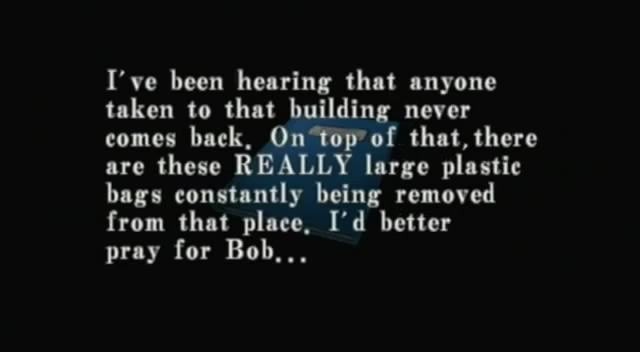 I've been hearing that anyone
taken to that building never
comes back. On top of that, there
are these REALLY large plastic
bags constantly being removed
from that place. I'd better
pray for Bob...